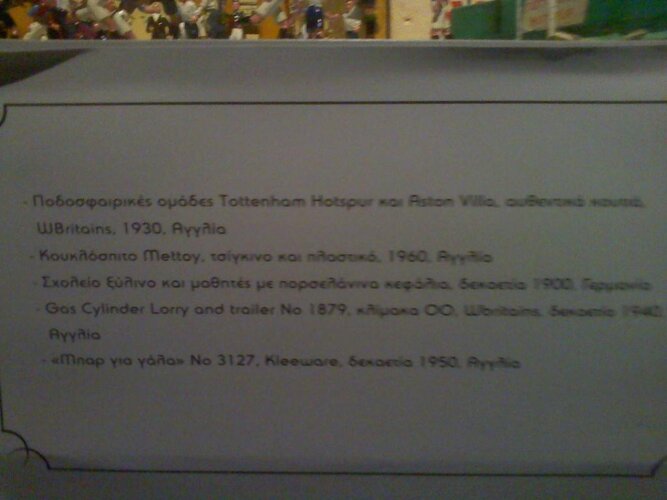 - Ποδοσφαιρικές ομάδες Tottenham Hotspur και Aston Villa, αυθεντικά κουτιά,
WBritains, 1930, Αγγλία
- Κουκλόσπιτο Mettoy, τσίγκινο και πλαστικό, 1960, Αγγλία
- Σχολείο ξύλινο και μαθητές με πορσελάνινα κεφάλια, δεκαετία 1900, Γερμανία
- Gas Cylinder Lorry and trailer No 1879, κλίμακα ΟΟ, Wbritains, δεκαετία 1940,
Αγγλία
- «Μπαρ για γάλα» No 3127, Kleeware, δεκαετία 1950, Αγγλία